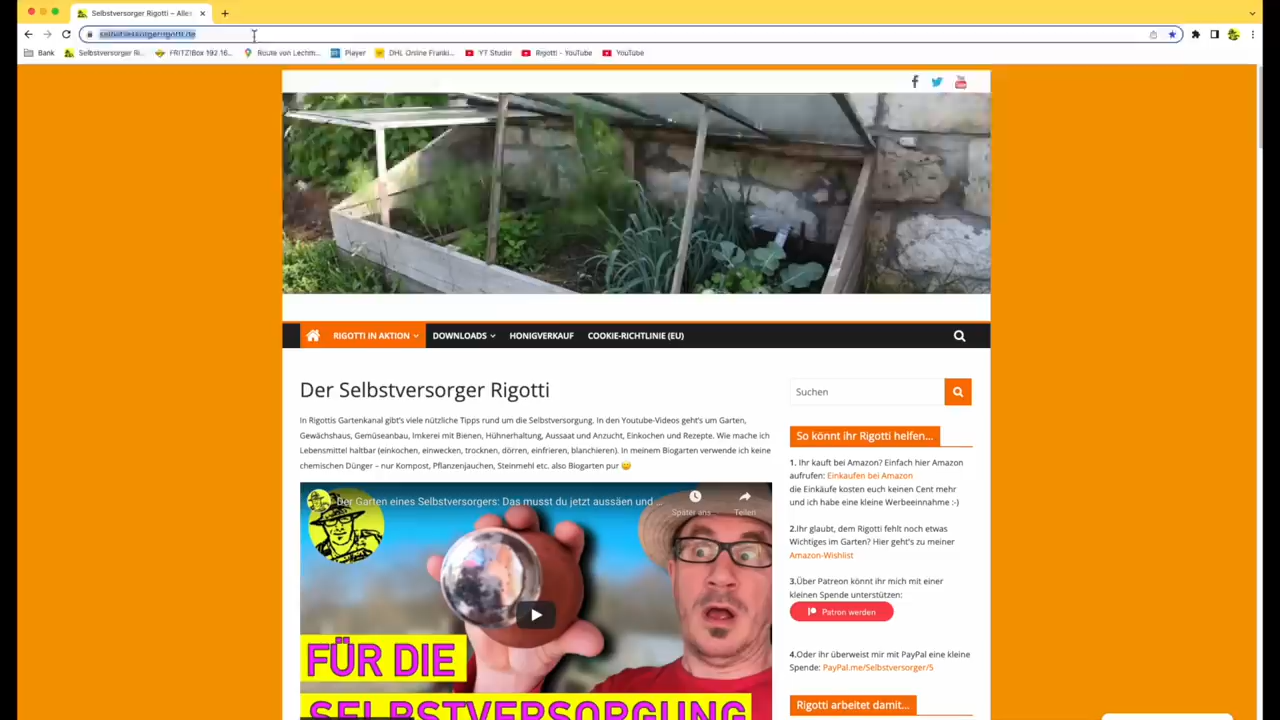 Selbstversorger Rigotti – Alles
selbstversorgerrigotti.de
Bank
Selbstversorger Ri...
FRITZ!Box 192.16...
Route von Lechm...
Player
DHL Online Franki...
YT Studio
Rigotti - YouTube
YouTube
RIGOTTI IN AKTION
DOWNLOADS
HONIGVERKAUF
COOKIE-RICHTLINIE (EU)
Der Selbstversorger Rigotti
In Rigottis Gartenkanal gibt's viele nützliche Tipps rund um die Selbstversorgung. In den Youtube-Videos geht's um Garten,
Gewächshaus, Gemüseanbau, Imkerei mit Bienen, Hühnerhaltung, Aussaat und Anzucht, Einkochen und Rezepte. Wie mache ich
Lebensmittel haltbar (einkochen, einwecken, trocknen, dörren, einfrieren, blanchieren). In meinem Biogarten verwende ich keine
chemischen Dünger – nur Kompost, Pflanzenjauchen, Steinmehl etc. also Biogarten pur
Der Garten eines Selbstversorgers: Das musst du jetzt aussäen und ...
Später ans...
Teilen
FÜR DIE
SELBSTVERSORGUNG
Suchen
So könnt ihr Rigotti helfen...
1. Ihr kauft bei Amazon? Einfach hier Amazon
aufrufen: Einkaufen bei Amazon
die Einkäufe kosten euch keinen Cent mehr
und ich habe eine kleine Werbeeinnahme :-)
2.Ihr glaubt, dem Rigotti fehlt noch etwas
Wichtiges im Garten? Hier geht's zu meiner
Amazon-Wishlist
3.Über Patreon könnt ihr mich mit einer
kleinen Spende unterstützen:
Patron werden
4.Oder ihr überweist mir mit PayPal eine kleine
Spende: PayPal.me/Selbstversorger/5
Rigotti arbeitet damit...